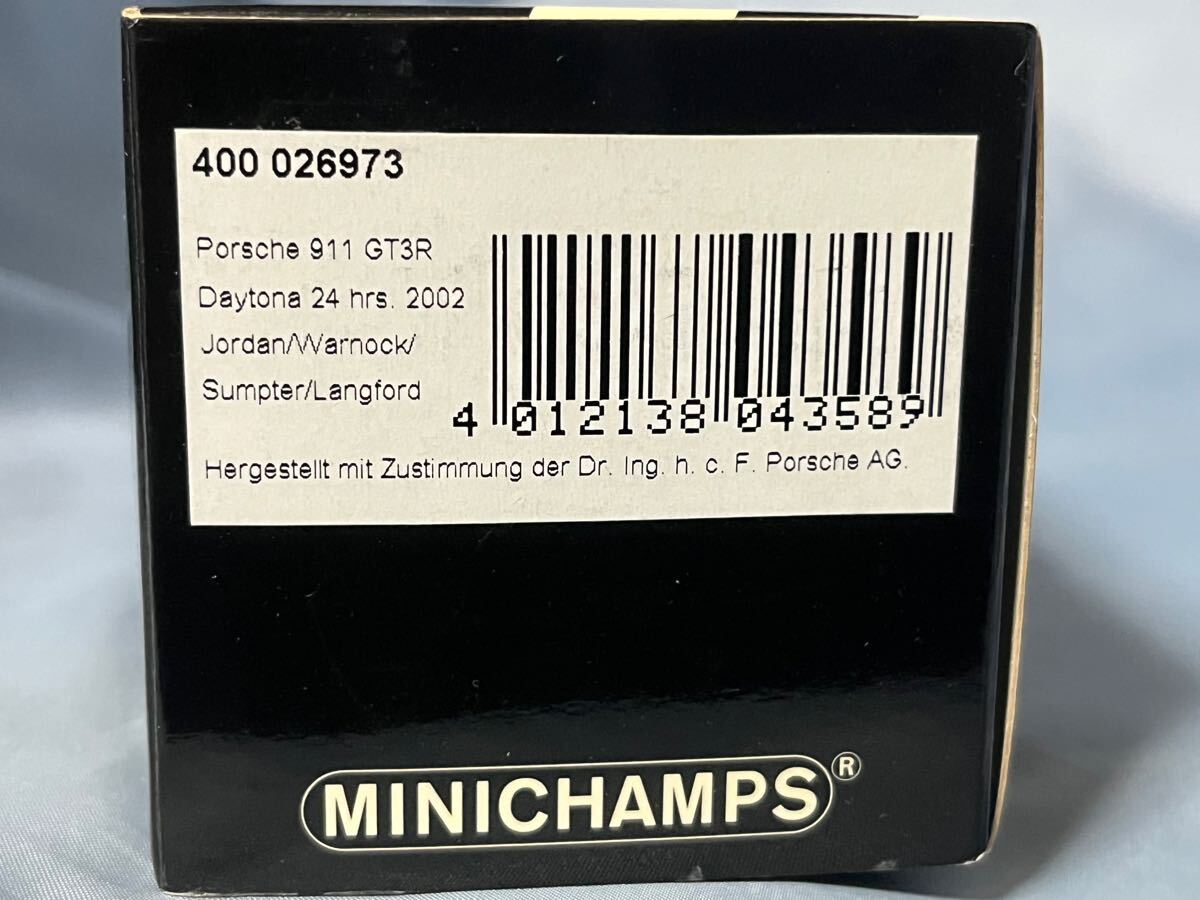 400 026973
Porsche 911 GT3R
Daytona 24 hrs. 2002
Jordan/Warnock/
Sumpter/Langford
4 012138 043589
Hergestellt mit Zustimmung der Dr. Ing. h. c. F. Porsche AG.
MINICHAMPS®